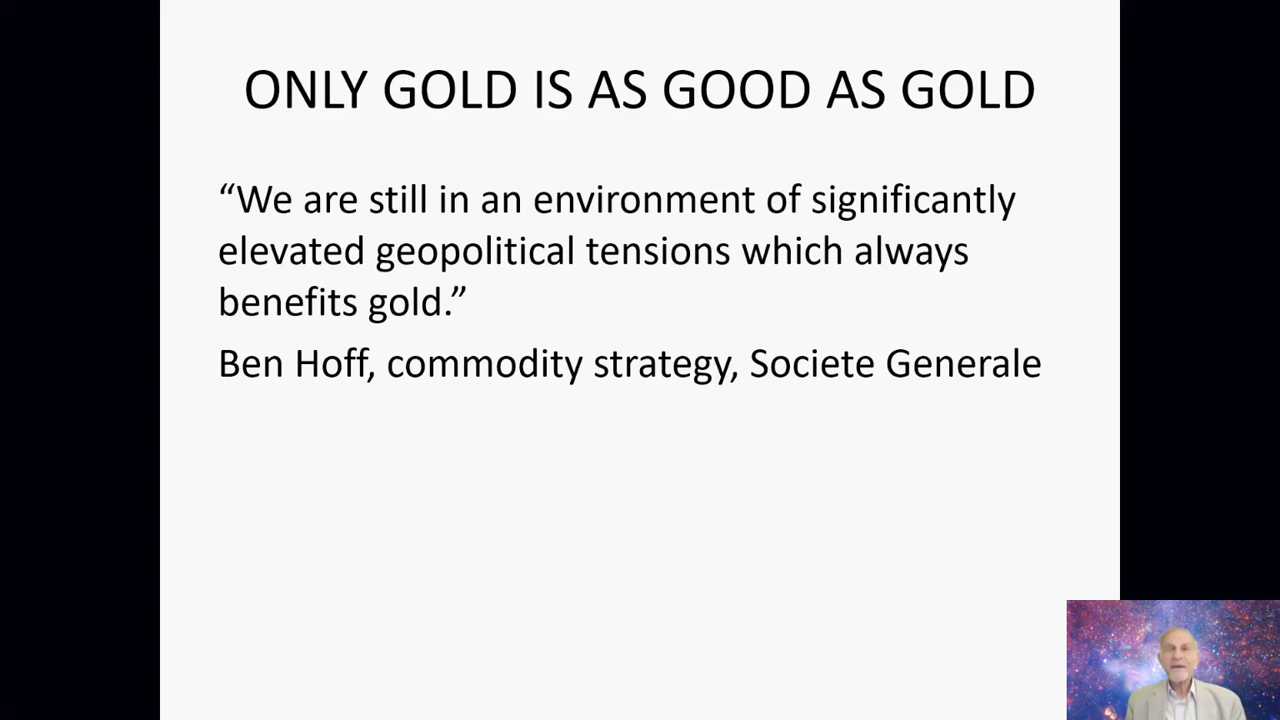 ONLY GOLD IS AS GOOD AS GOLD
“We are still in an environment of significantly
elevated geopolitical tensions which always
benefits gold.”
Ben Hoff, commodity strategy, Societe Generale